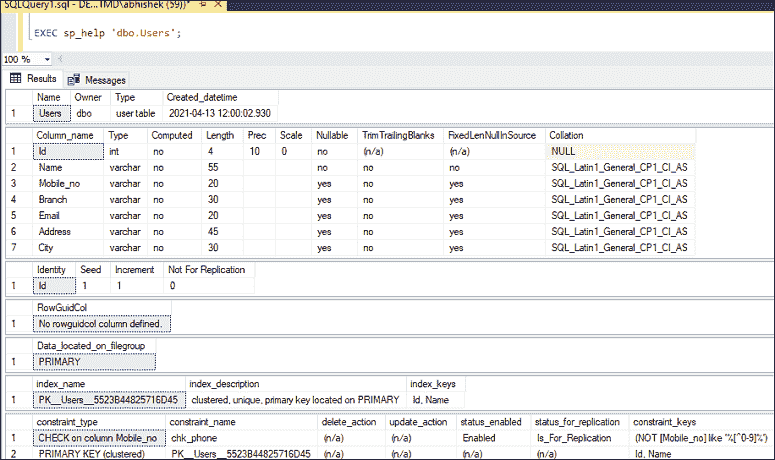 SQLQuery1.sql - DE...TMD\abhishek (59))*
EXEC sp_help 'dbo.Users';
100 %
Results Messages
Name Owner Type Created_datetime
1 Users dbo user table 2021-04-13 12:00:02.930
Column_name Type Computed Length Prec Scale Nullable TrimTrailingBlanks FixedLenNullInSource Collation
1 Id int no 4 10 0 no (n/a) (n/a) NULL
2 Name varchar no 55 no no no SQL_Latin1_General_CP1_CI_AS
3 Mobile_no varchar no 20 yes no yes SQL_Latin1_General_CP1_CI_AS
4 Branch varchar no 30 yes no yes SQL_Latin1_General_CP1_CI_AS
5 Email varchar no 20 yes no yes SQL_Latin1_General_CP1_CI_AS
6 Address varchar no 45 yes no yes SQL_Latin1_General_CP1_CI_AS
7 City varchar no 30 yes no yes SQL_Latin1_General_CP1_CI_AS
Identity Seed Increment Not For Replication
1 Id 1 1 0
RowGuidCol
1 No rowguidcol column defined.
Data_located_on_filegroup
1 PRIMARY
index_name index_description index_keys
1 PK__Users__5523B44825716D45 clustered, unique, primary key located on PRIMARY Id, Name
constraint_type constraint_name delete_action update_action status_enabled status_for_replication constraint_keys
1 CHECK on column Mobile_no chk_phone (n/a) (n/a) Enabled Is_For_Replication (NOT [Mobile_no] like '%[^0-9]%')
2 PRIMARY KEY (clustered) PK__Users__5523B44825716D45 (n/a) (n/a) (n/a) (n/a) Id, Name